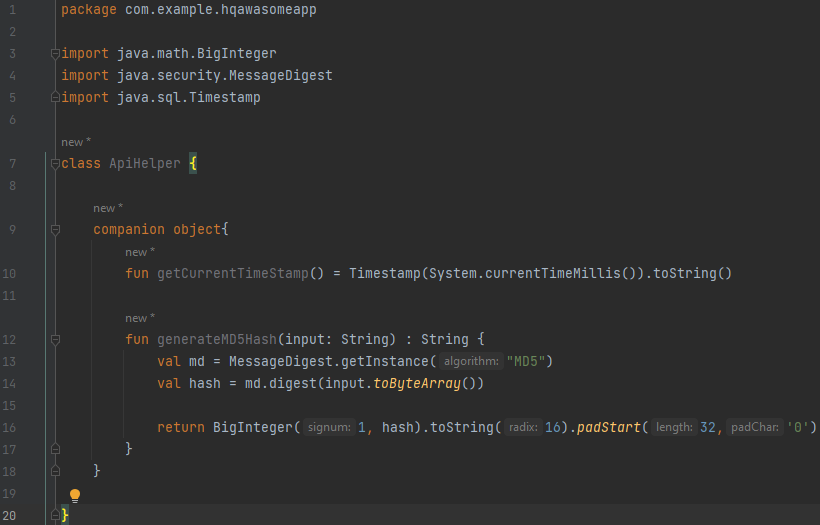 1 package com.example.hqawasomeapp
2
3 import java.math.BigInteger
4 import java.security.MessageDigest
5 import java.sql.Timestamp
6
new *
7 class ApiHelper {
8
new *
9 companion object{
new *
10 fun getCurrentTimeStamp() = Timestamp(System.currentTimeMillis()).toString()
11
new *
12 fun generateMD5Hash(input: String) : String {
13 val md = MessageDigest.getInstance( algorithm: "MD5")
14 val hash = md.digest(input.toByteArray())
15
16 return BigInteger( signum: 1, hash).toString( radix: 16).padStart( length: 32, padChar: '0')
17 }
18 }
19
20 }